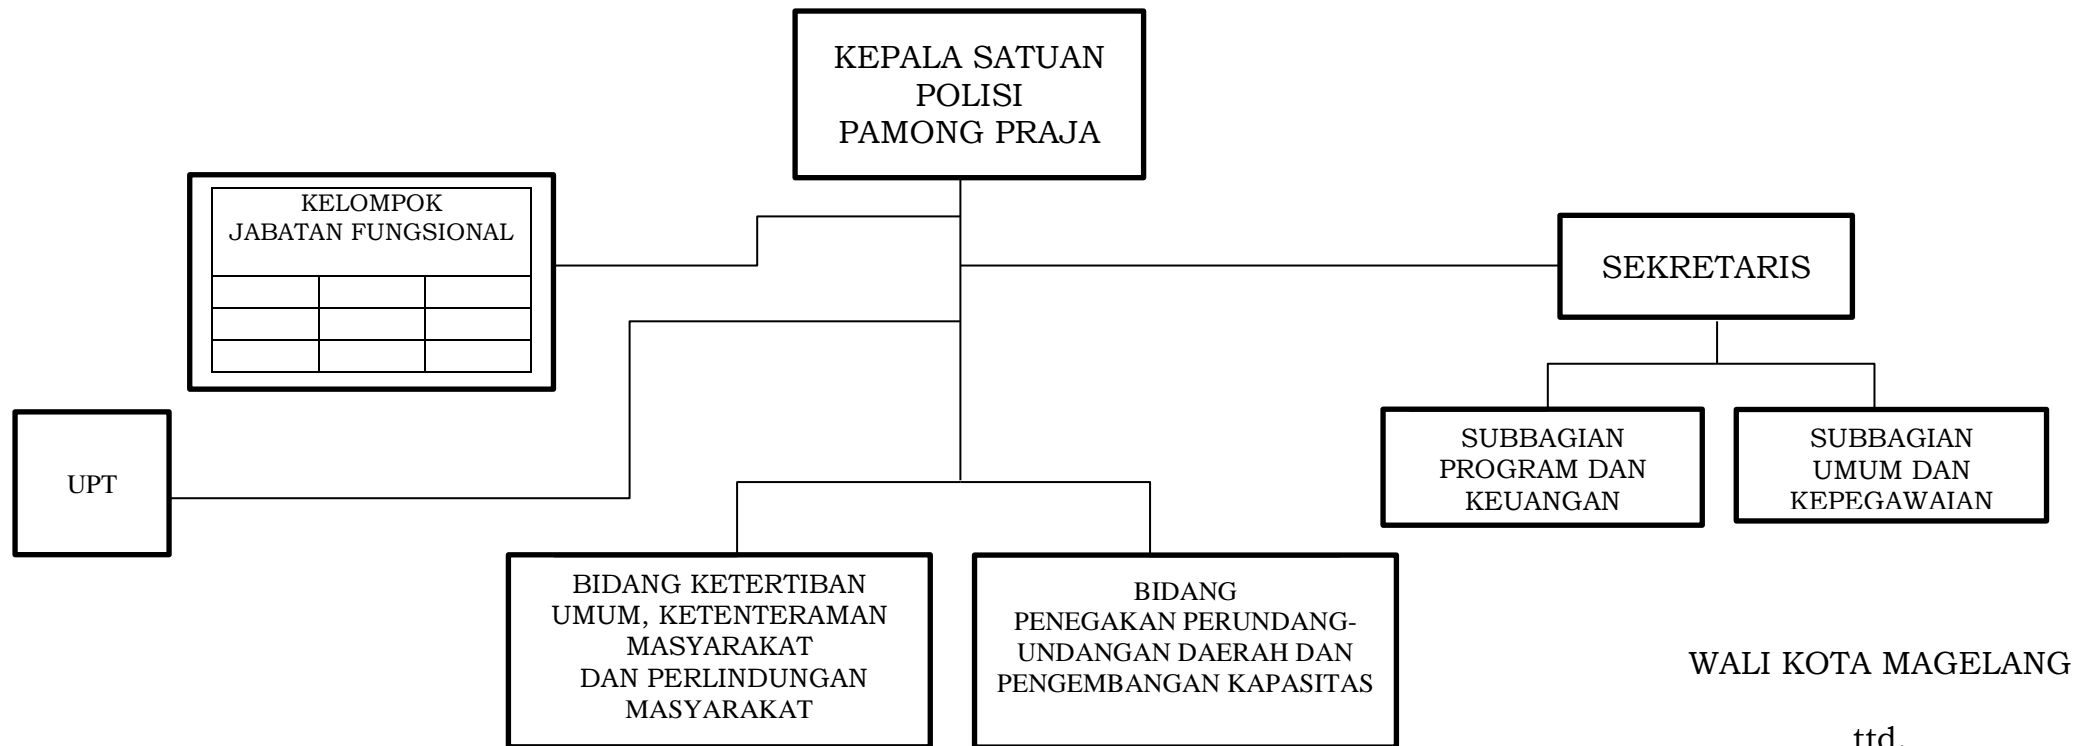 KEPALA SATUAN
POLISI
PAMONG PRAJA
KELOMPOK
JABATAN FUNGSIONAL
SEKRETARIS
UPT
SUBBAGIAN
PROGRAM DAN
KEUANGAN
SUBBAGIAN
UMUM DAN
KEPEGAWAIAN
BIDANG KETERTIBAN
UMUM, KETENTERAMAN
MASYARAKAT
DAN PERLINDUNGAN
MASYARAKAT
BIDANG
PENEGAKAN PERUNDANG-
UNDANGAN DAERAH DAN
PENGEMBANGAN KAPASITAS
WALI KOTA MAGELANG
ttd.